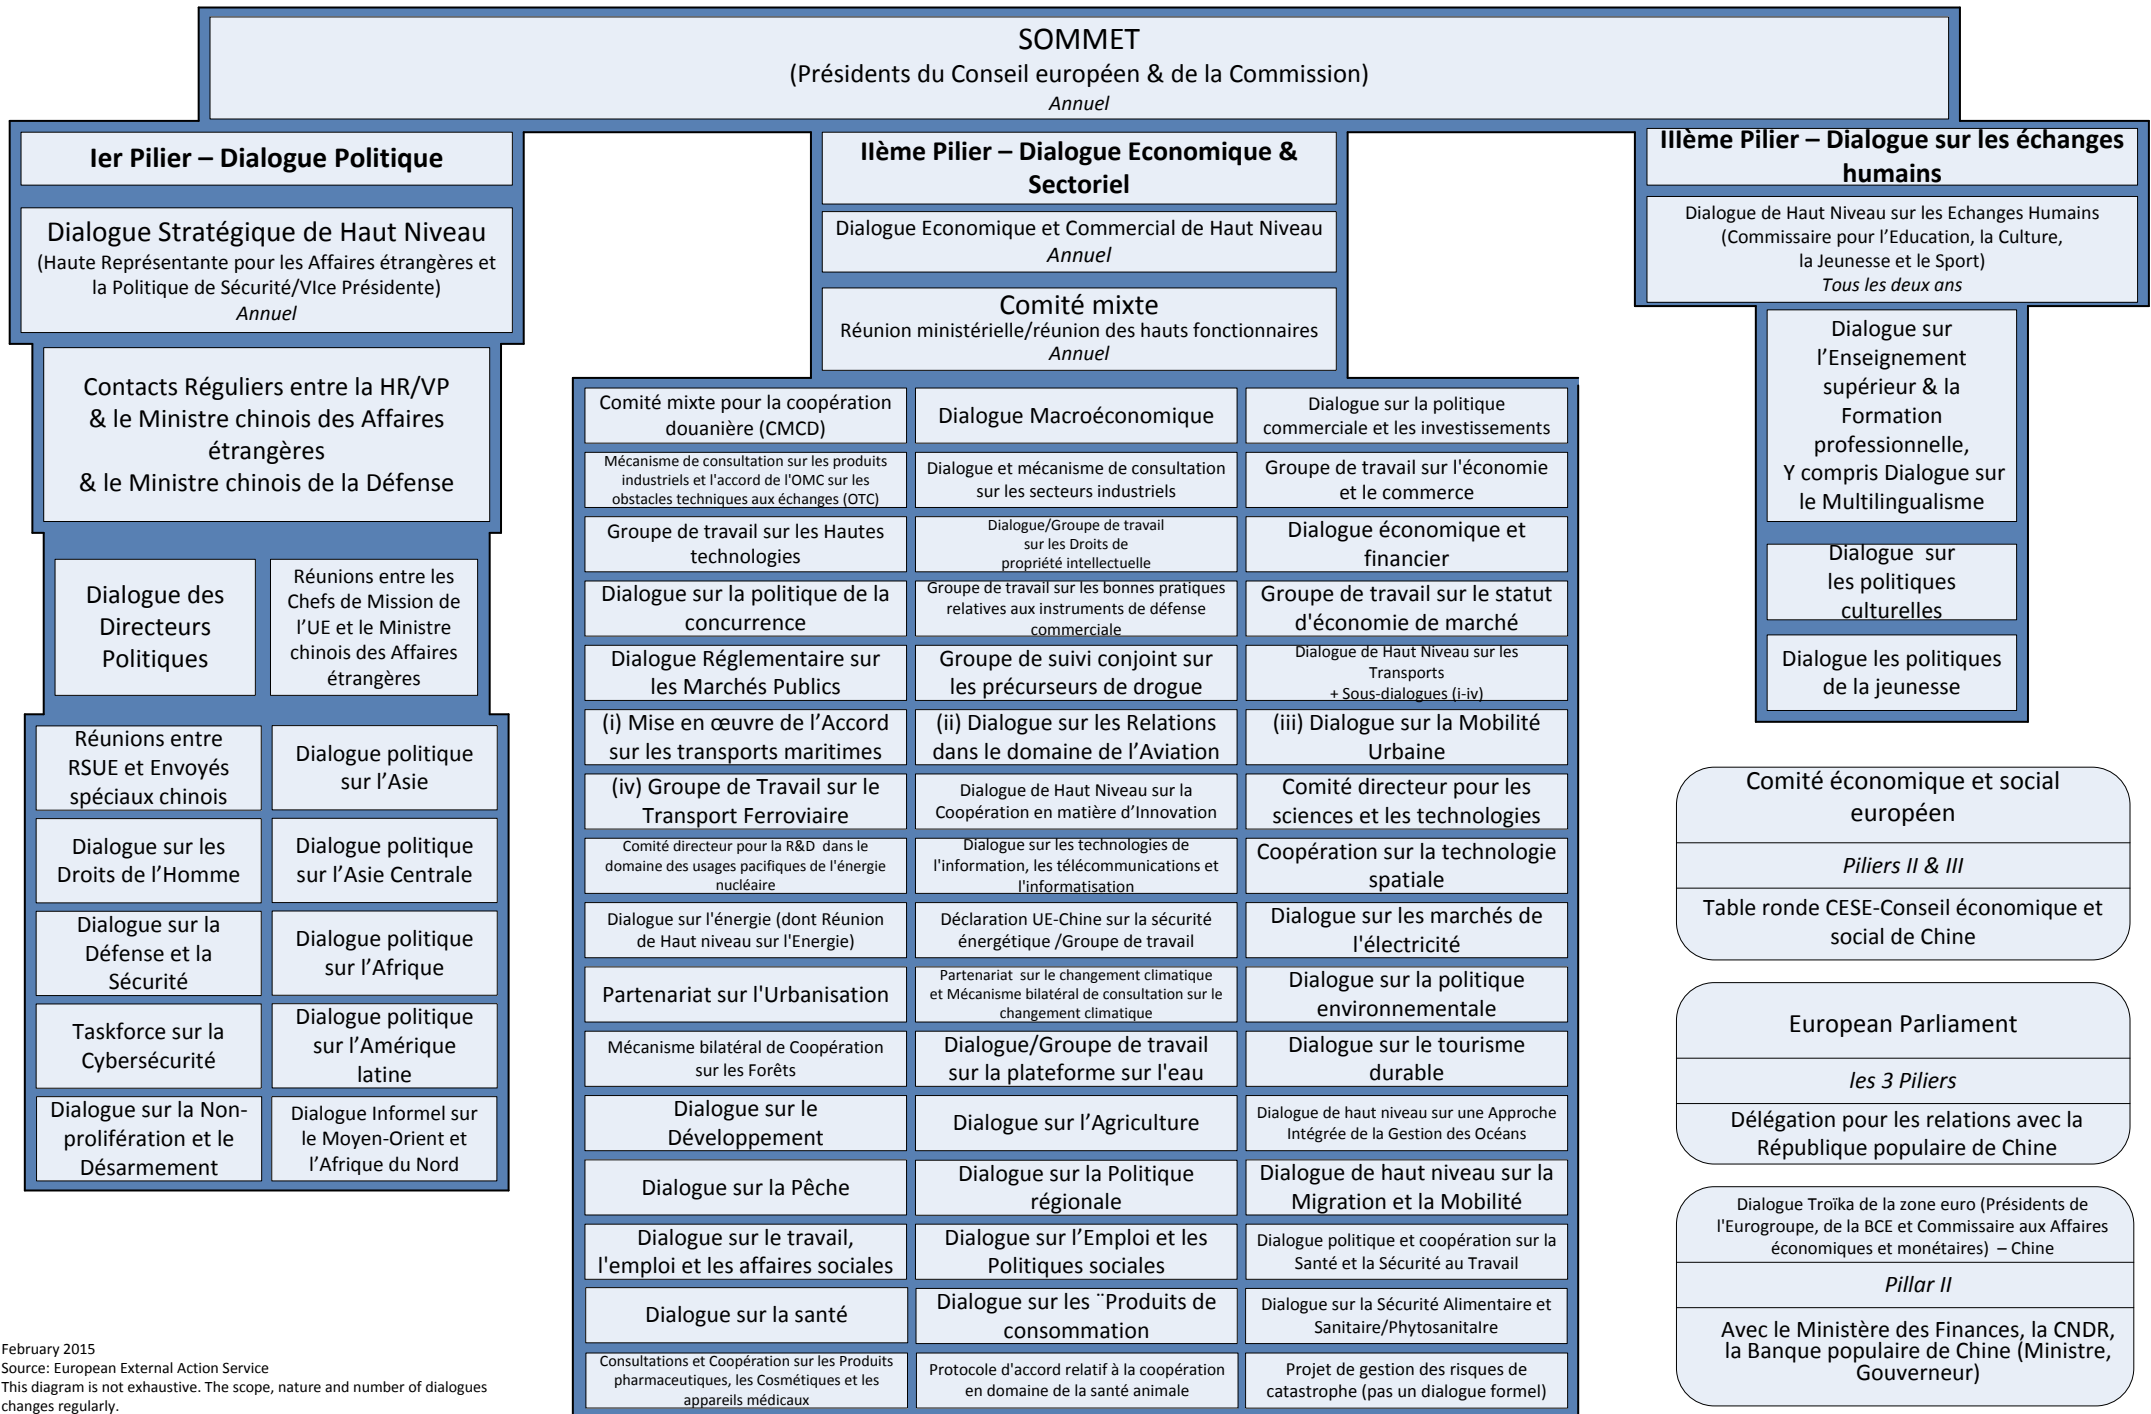 SOMMET
(Présidents du Conseil européen & de la Commission)
Annuel
Ier Pilier – Dialogue Politique
Dialogue Stratégique de Haut Niveau
(Haute Représentante pour les Affaires étrangères et
la Politique de Sécurité/VIce Présidente)
Annuel
Contacts Réguliers entre la HR/VP
& le Ministre chinois des Affaires
étrangères
& le Ministre chinois de la Défense
Dialogue des
Directeurs
Politiques
Réunions entre les
Chefs de Mission de
l’UE et le Ministre
chinois des Affaires
étrangères
Réunions entre
RSUE et Envoyés
spéciaux chinois
Dialogue politique
sur l’Asie
Dialogue sur les
Droits de l’Homme
Dialogue politique
sur l’Asie Centrale
Dialogue sur la
Défense et la
Sécurité
Dialogue politique
sur l’Afrique
Taskforce sur la
Cybersécurité
Dialogue politique
sur l’Amérique
latine
Dialogue sur la Non-
prolifération et le
Désarmement
Dialogue Informel sur
le Moyen-Orient et
l’Afrique du Nord
IIème Pilier – Dialogue Economique &
Sectoriel
Dialogue Economique et Commercial de Haut Niveau
Annuel
Comité mixte
Réunion ministérielle/réunion des hauts fonctionnaires
Annuel
Comité mixte pour la coopération
douanière (CMCD)
Dialogue Macroéconomique
Dialogue sur la politique
commerciale et les investissements
Mécanisme de consultation sur les produits
industriels et l'accord de l'OMC sur les
obstacles techniques aux échanges (OTC)
Dialogue et mécanisme de consultation
sur les secteurs industriels
Groupe de travail sur l'économie
et le commerce
Groupe de travail sur les Hautes
technologies
Dialogue/Groupe de travail
sur les Droits de
propriété intellectuelle
Dialogue économique et
financier
Dialogue sur la politique de la
concurrence
Groupe de travail sur les bonnes pratiques
relatives aux instruments de défense
commerciale
Groupe de travail sur le statut
d'économie de marché
Dialogue Réglementaire sur
les Marchés Publics
Groupe de suivi conjoint sur
les précurseurs de drogue
Dialogue de Haut Niveau sur les
Transports
+ Sous-dialogues (i-iv)
(i) Mise en œuvre de l’Accord
sur les transports maritimes
(ii) Dialogue sur les Relations
dans le domaine de l’Aviation
(iii) Dialogue sur la Mobilité
Urbaine
(iv) Groupe de Travail sur le
Transport Ferroviaire
Dialogue de Haut Niveau sur la
Coopération en matière d’Innovation
Comité directeur pour les
sciences et les technologies
Comité directeur pour la R&D dans le
domaine des usages pacifiques de l'énergie
nucléaire
Dialogue sur les technologies de
l'information, les télécommunications et
l'informatisation
Coopération sur la technologie
spatiale
Dialogue sur l'énergie (dont Réunion
de Haut niveau sur l'Energie)
Déclaration UE-Chine sur la sécurité
énergétique /Groupe de travail
Dialogue sur les marchés de
l'électricité
Partenariat sur l'Urbanisation
Partenariat sur le changement climatique
et Mécanisme bilatéral de consultation sur le
changement climatique
Dialogue sur la politique
environnementale
Mécanisme bilatéral de Coopération
sur les Forêts
Dialogue/Groupe de travail
sur la plateforme sur l'eau
Dialogue sur le tourisme
durable
Dialogue sur le
Développement
Dialogue sur l’Agriculture
Dialogue de haut niveau sur une Approche
Intégrée de la Gestion des Océans
Dialogue sur la Pêche
Dialogue sur la Politique
régionale
Dialogue de haut niveau sur la
Migration et la Mobilité
Dialogue sur le travail,
l'emploi et les affaires sociales
Dialogue sur l’Emploi et les
Politiques sociales
Dialogue politique et coopération sur la
Santé et la Sécurité au Travail
Dialogue sur la santé
Dialogue sur les ¨Produits de
consommation
Dialogue sur la Sécurité Alimentaire et
Sanitaire/PhytosanitaIre
Consultations et Coopération sur les Produits
pharmaceutiques, les Cosmétiques et les
appareils médicaux
Protocole d'accord relatif à la coopération
en domaine de la santé animale
Projet de gestion des risques de
catastrophe (pas un dialogue formel)
IIIème Pilier – Dialogue sur les échanges
humains
Dialogue de Haut Niveau sur les Echanges Humains
(Commissaire pour l’Education, la Culture,
la Jeunesse et le Sport)
Tous les deux ans
Dialogue sur
l’Enseignement
supérieur & la
Formation
professionnelle,
Y compris Dialogue sur
le Multilingualisme
Dialogue sur
les politiques
culturelles
Dialogue les politiques
de la jeunesse
Comité économique et social
européen
Piliers II & III
Table ronde CESE-Conseil économique et
social de Chine
European Parliament
les 3 Piliers
Délégation pour les relations avec la
République populaire de Chine
Dialogue Troïka de la zone euro (Présidents de
l'Eurogroupe, de la BCE et Commissaire aux Affaires
économiques et monétaires) – Chine
Pillar II
Avec le Ministère des Finances, la CNDR,
la Banque populaire de Chine (Ministre,
Gouverneur)
February 2015
Source: European External Action Service
This diagram is not exhaustive. The scope, nature and number of dialogues
changes regularly.